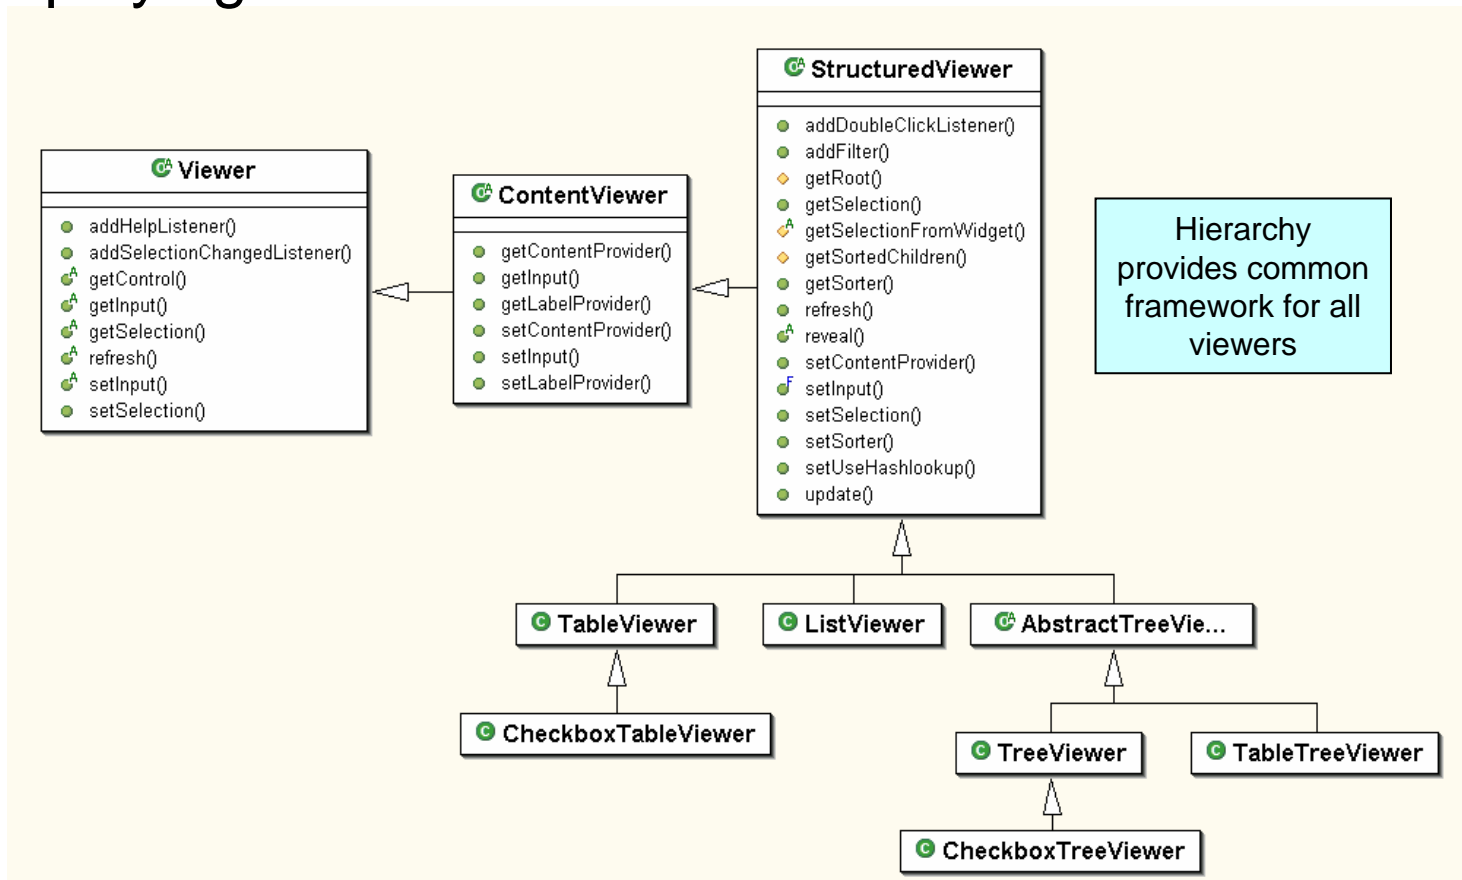 StructuredViewer
addDoubleClickListener()
addFilter()
getRoot()
getSelection()
getSelectionFromWidget()
getSortedChildren()
getSorter()
refresh()
reveal()
setContentProvider()
setInput()
setSelection()
setSorter()
setUseHashlookup()
update()
Viewer
addHelpListener()
addSelectionChangedListener()
getControl()
getInput()
getSelection()
refresh()
setInput()
setSelection()
ContentViewer
getContentProvider()
getInput()
getLabelProvider()
setContentProvider()
setInput()
setLabelProvider()
Hierarchy
provides common
framework for all
viewers
TableViewer
ListViewer
AbstractTreeVie...
CheckboxTableViewer
TreeViewer
TableTreeViewer
CheckboxTreeViewer